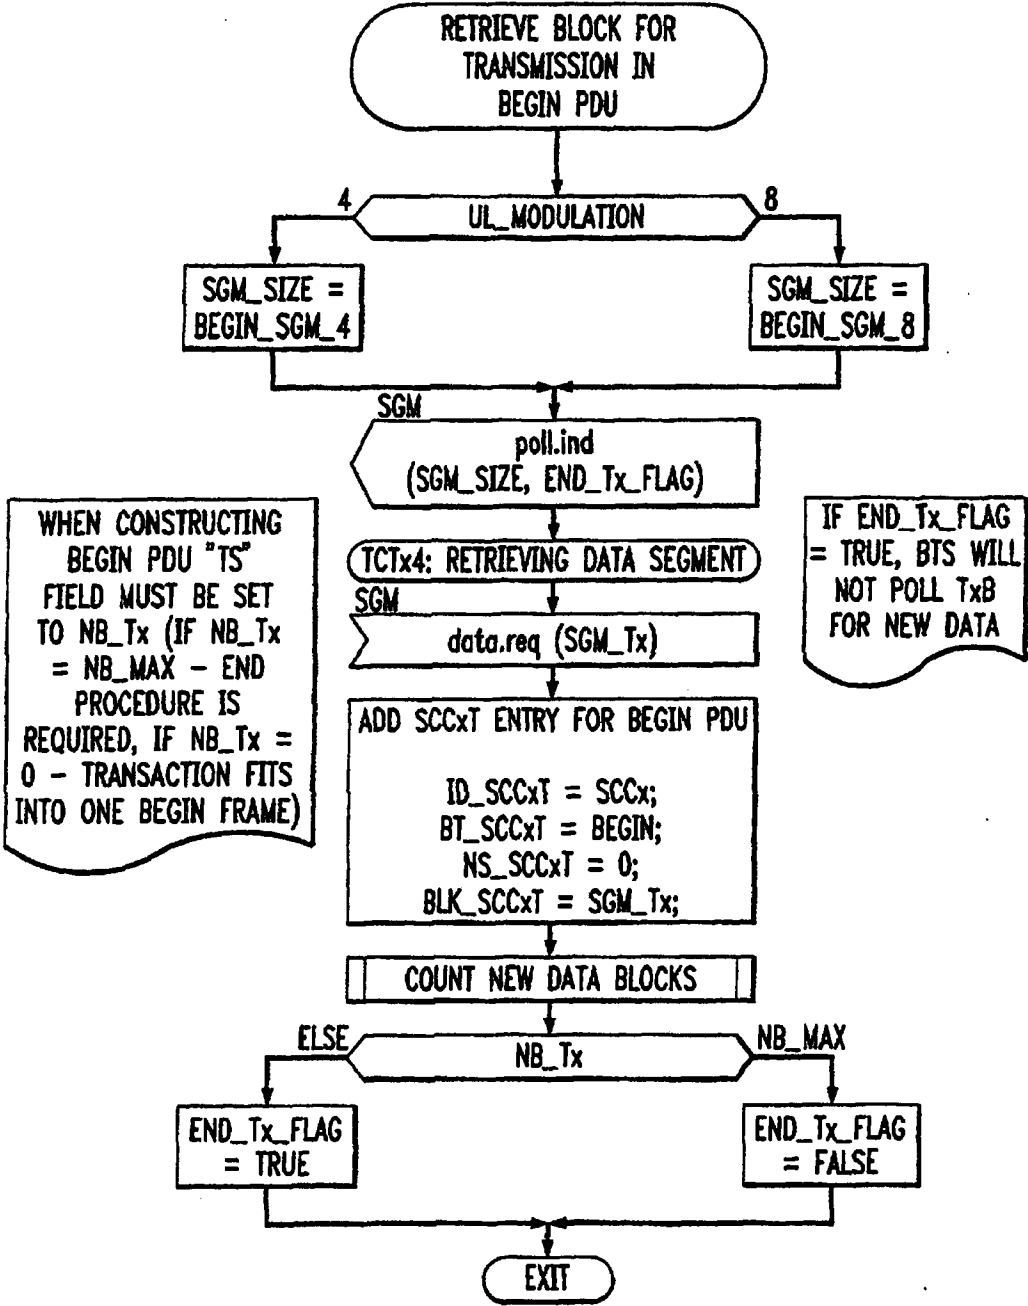 RETRIEVE BLOCK FOR
TRANSMISSION IN
BEGIN PDU
4
UL_MODULATION
8
SGM_SIZE =
BEGIN_SGM_4
SGM_SIZE =
BEGIN_SGM_8
SGM
poll.ind
(SGM_SIZE, END_Tx_FLAG)
WHEN CONSTRUCTING
BEGIN PDU "TS"
FIELD MUST BE SET
TO NB_Tx (IF NB_Tx
= NB_MAX – END
PROCEDURE IS
REQUIRED, IF NB_Tx =
0 – TRANSACTION FITS
INTO ONE BEGIN FRAME)
IF END_Tx_FLAG
= TRUE, BTS WILL
NOT POLL TxB
FOR NEW DATA
TCTx4: RETRIEVING DATA SEGMENT
SGM
data.req (SGM_Tx)
ADD SCCxT ENTRY FOR BEGIN PDU
ID_SCCxT = SCCx;
BT_SCCxT = BEGIN;
NS_SCCxT = 0;
BLK_SCCxT = SGM_Tx;
COUNT NEW DATA BLOCKS
ELSE
NB_Tx
NB_MAX
END_Tx_FLAG
= TRUE
END_Tx_FLAG
= FALSE
EXIT